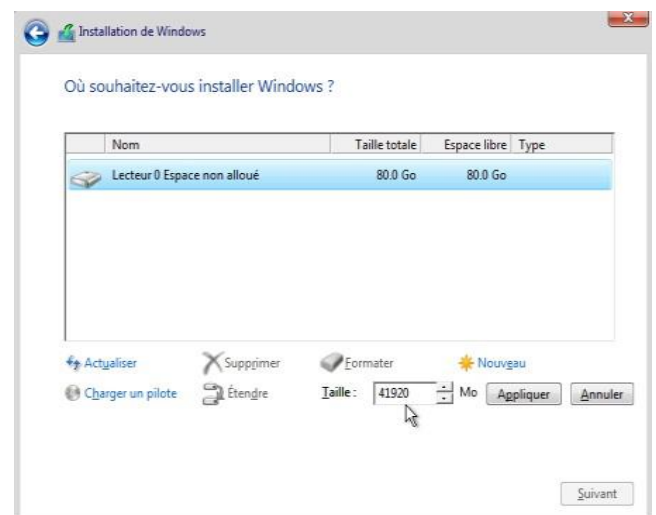 Installation de Windows
Où souhaitez-vous installer Windows ?
Nom Taille totale Espace libre Type
Lecteur 0 Espace non alloué 80.0 Go 80.0 Go
Actualiser Supprimer Formater Nouveau
Charger un pilote Étendre Taille : 41920 Mo Appliquer Annuler
Suivant